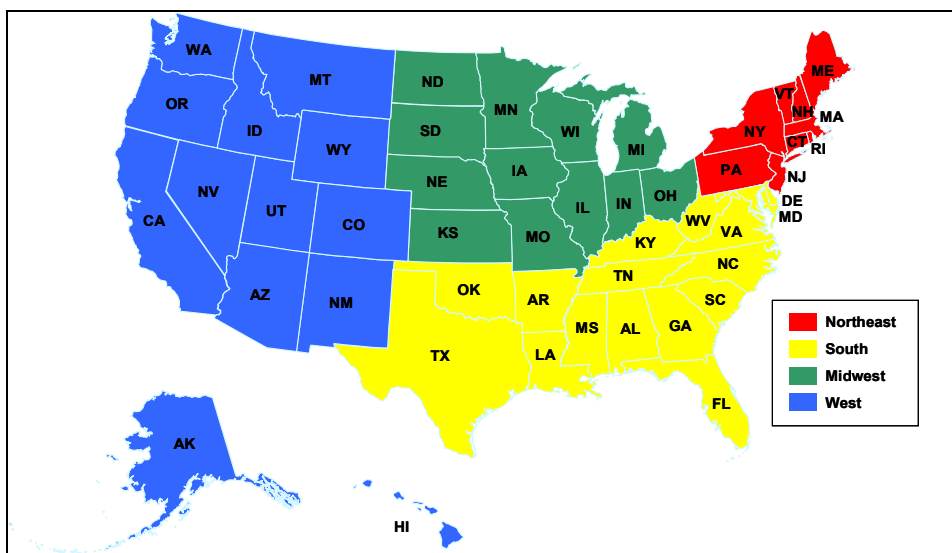 WA
MT
ND
MN
ME
VT
NH
MA
OR
ID
SD
WI
MI
NY
CT
RI
WY
IA
PA
NJ
NE
NV
UT
CO
IL
IN
OH
DE
MD
CA
KS
MO
WV
VA
KY
NC
AZ
NM
OK
AR
TN
SC
MS
AL
GA
TX
LA
FL
Northeast
South
Midwest
West
AK
HI